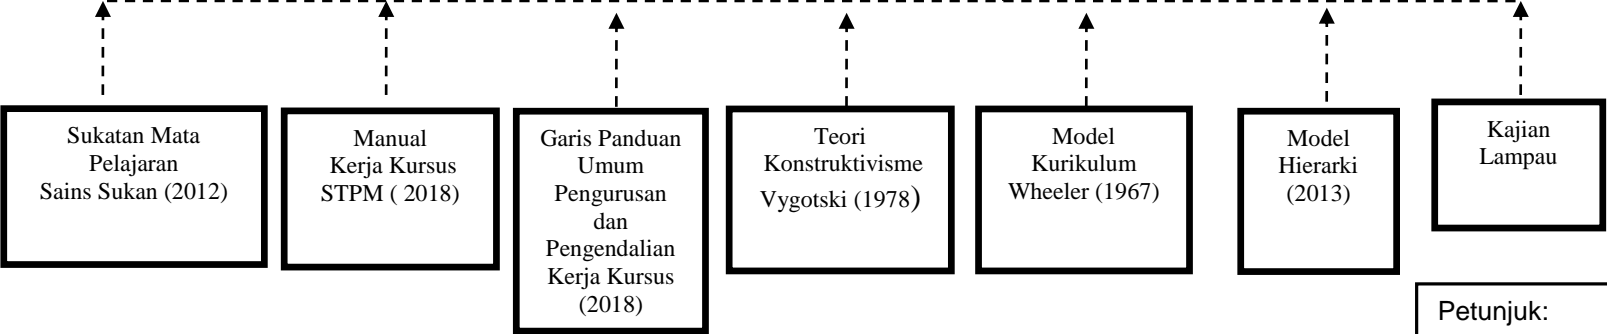 Sukatan Mata
Pelajaran
Sains Sukan (2012)
Manual
Kerja Kursus
STPM ( 2018)
Garis Panduan
Umum
Pengurusan
dan
Pengendalian
Kerja Kursus
(2018)
Teori
Konstruktivisme
Vygotski (1978)
Model
Kurikulum
Wheeler (1967)
Model
Hierarki
(2013)
Kajian
Lampau
Petunjuk: